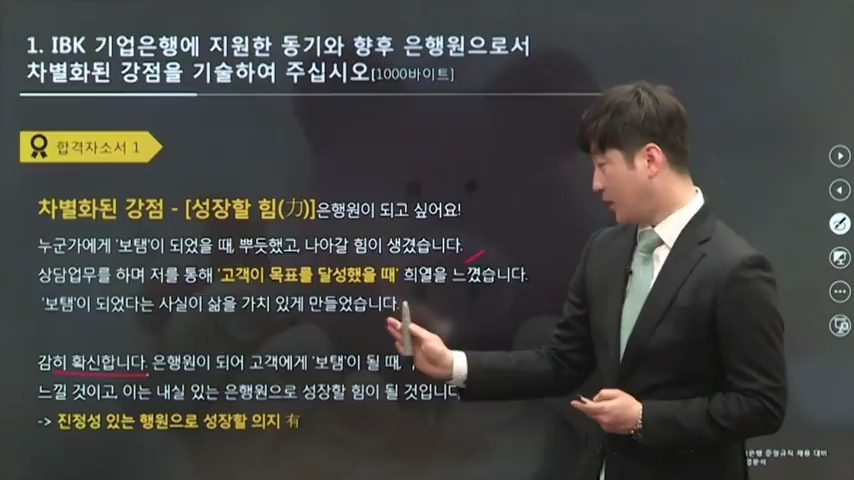 1. IBK 기업은행에 지원한 동기와 향후 은행원으로서
차별화된 강점을 기술하여 주십시오[1000바이트]
합격자소서 1
차별화된 강점 - [성장할 힘(力)]은행원이 되고 싶어요!
누군가에게 '보탬'이 되었을 때, 뿌듯했고, 나아갈 힘이 생겼습니다.
상담업무를 하며 저를 통해 '고객이 목표를 달성했을 때' 희열을 느꼈습니다.
'보탬'이 되었다는 사실이 삶을 가치 있게 만들었습니다.
감히 확신합니다. 은행원이 되어 고객에게 '보탬'이 될 때,
느낄 것이고, 이는 내실 있는 은행원으로 성장할 힘이 될 것입니다
-> 진정성 있는 행원으로 성장할 의지 有
은행 준정규직 채용 대비